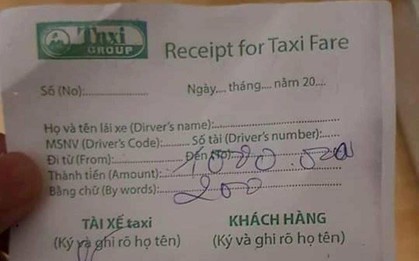 Taxi
GROUP
Receipt for Taxi Fare
Số (No):
Ngày.... tháng.... năm 20....
Họ và tên lái xe (Dirver's name):
MSNV (Driver's Code): Số tài (Driver's number):
Đi từ (From): Đến (To):
Thành tiền (Amount): 1080.000
Bằng chữ (By words): 200
TÀI XẾ taxi KHÁCH HÀNG
(Ký và ghi rõ họ tên) (Ký và ghi rõ họ tên)